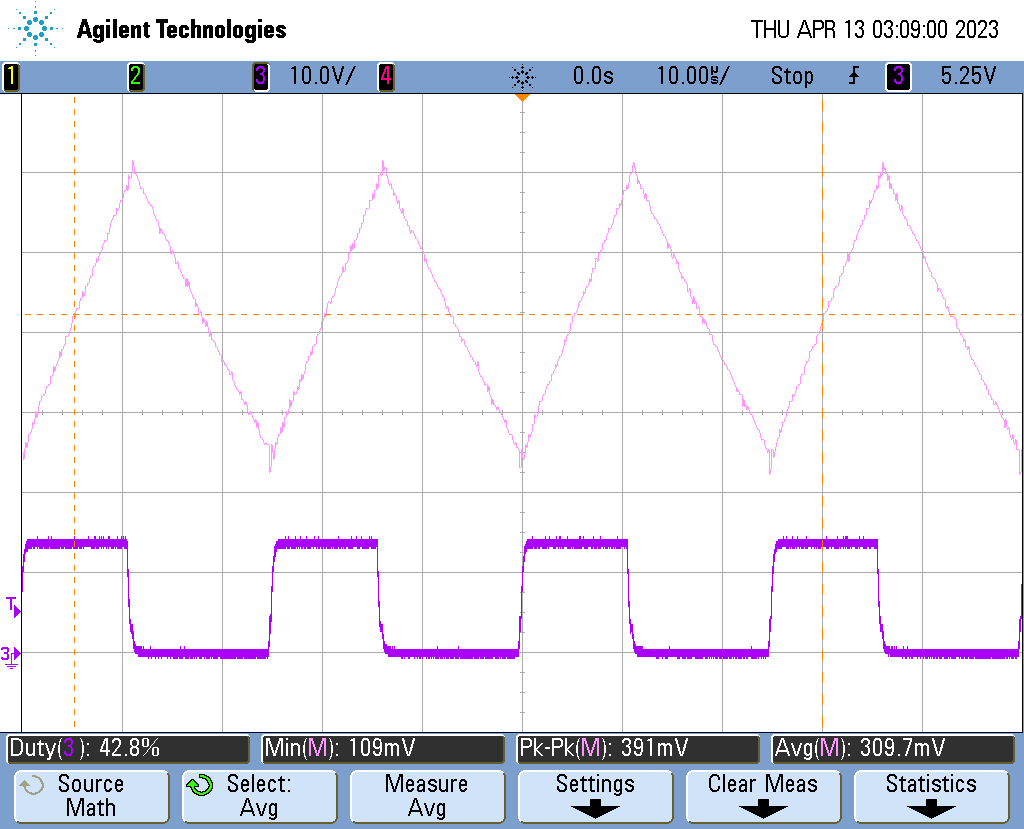 Agilent Technologies THU APR 13 03:09:00 2023
1 2 3 10.0V/ 4 0.0s 10.00µs/ Stop 3 5.25V
T
3
Duty(3): 42.8% Min(M): 109mV Pk-Pk(M): 391mV Avg(M): 309.7mV
Source Select: Measure Settings Clear Meas Statistics
Math Avg Avg